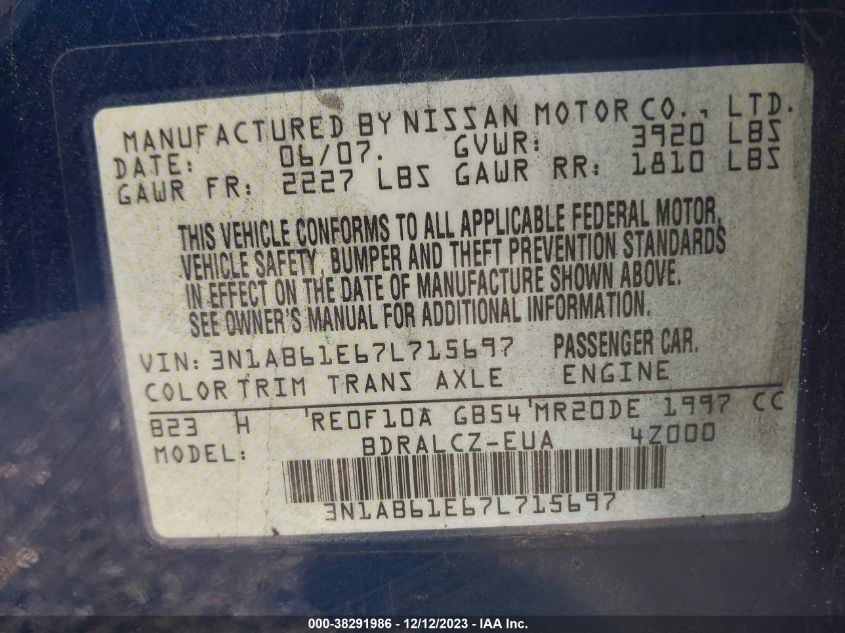 MANUFACTURED BY NISSAN MOTOR CO., LTD.
DATE: 06/07. GVWR: 3920 LBS
GAWR FR: 2227 LBS GAWR RR: 1810 LBS
THIS VEHICLE CONFORMS TO ALL APPLICABLE FEDERAL MOTOR,
VEHICLE SAFETY, BUMPER AND THEFT PREVENTION STANDARDS
IN EFFECT ON THE DATE OF MANUFACTURE SHOWN ABOVE.
SEE OWNER'S MANUAL FOR ADDITIONAL INFORMATION.
VIN: 3N1AB61E67L715697 PASSENGER CAR.
COLOR TRIM TRANS AXLE ENGINE
B23 H RE0F10A GB54 MR20DE 1997 CC
MODEL: BDRALCZ-EUA 4Z000
3N1AB61E67L715697
000-38291986 - 12/12/2023 - IAA Inc.